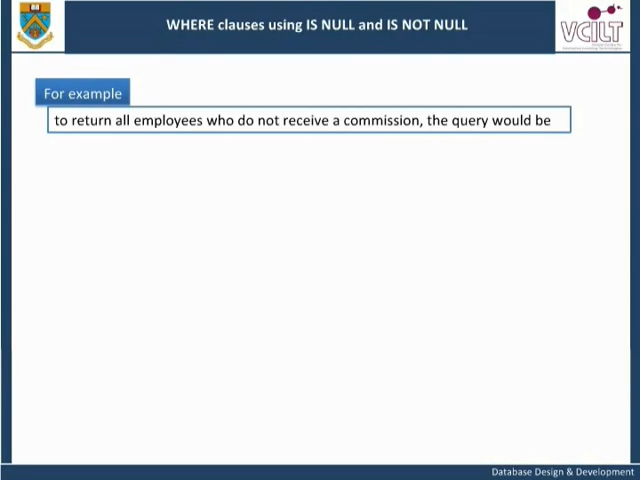 WHERE clauses using IS NULL and IS NOT NULL
VCILT
For example
to return all employees who do not receive a commission, the query would be
Database Design & Development